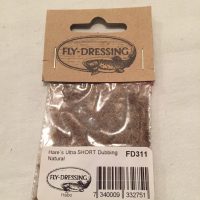 FLY-DRESSING
Hare's Ultra SHORT Dubbing FD311
Natural
FLY-DRESSING
7 340009 332751